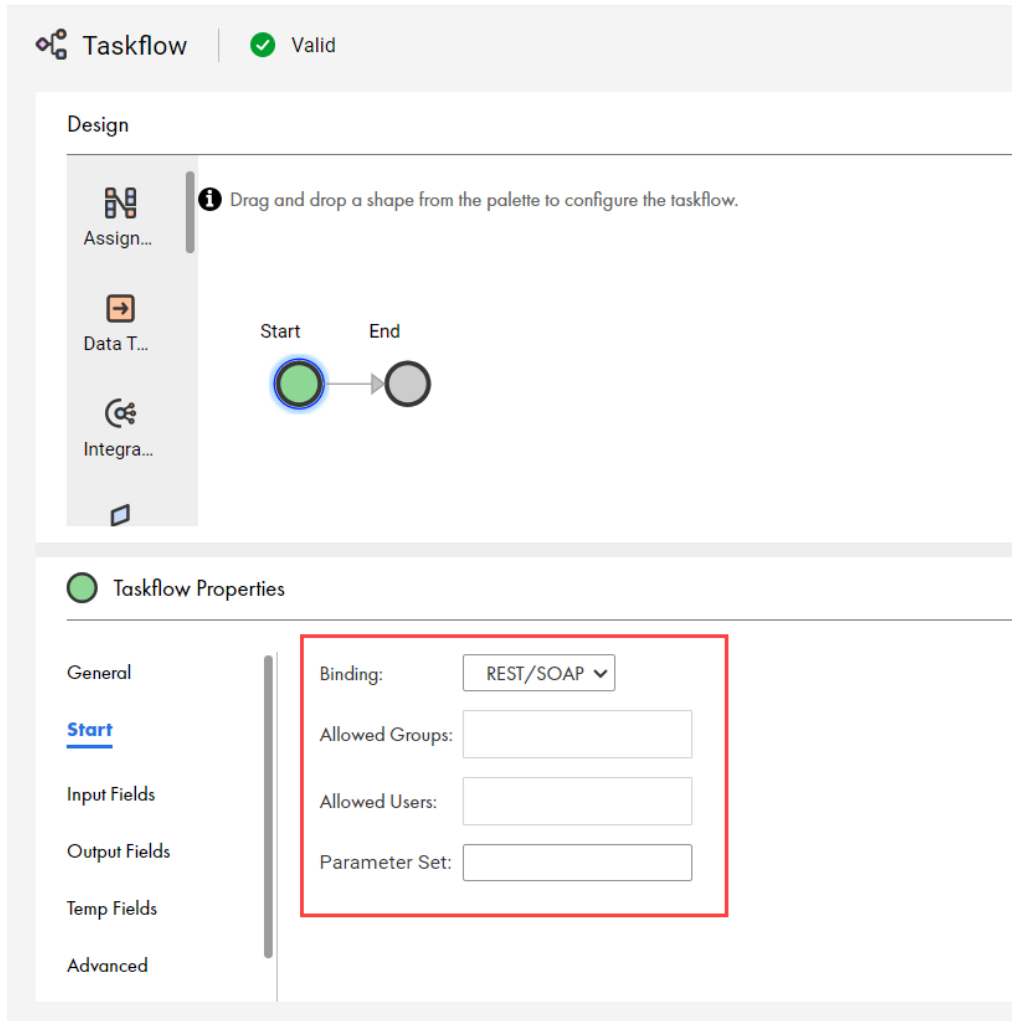 Taskflow
Valid
Design
Drag and drop a shape from the palette to configure the taskflow.
Assign...
Data T...
Integra...
Start
End
Taskflow Properties
General
Start
Input Fields
Output Fields
Temp Fields
Advanced
Binding:
REST/SOAP
Allowed Groups:
Allowed Users:
Parameter Set: